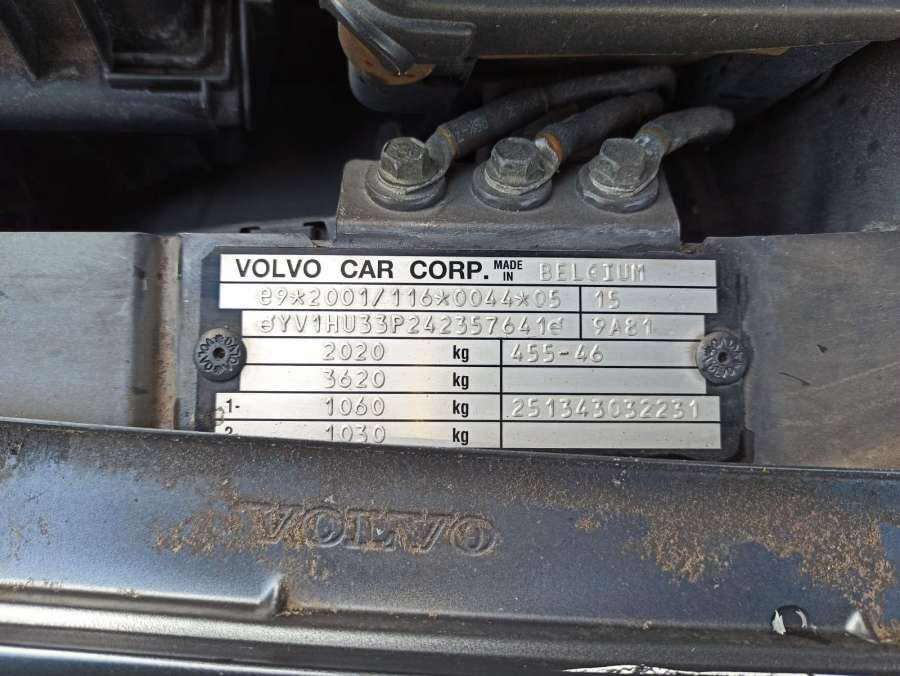 VOLVO CAR CORP. MADE IN BELGIUM
e9*2001/116*0044*05 15
YV1HU33P242357641 9A81
2020 kg 455-46
3620 kg
1- 1060 kg 251343032231
2 1030 kg
VOLVO